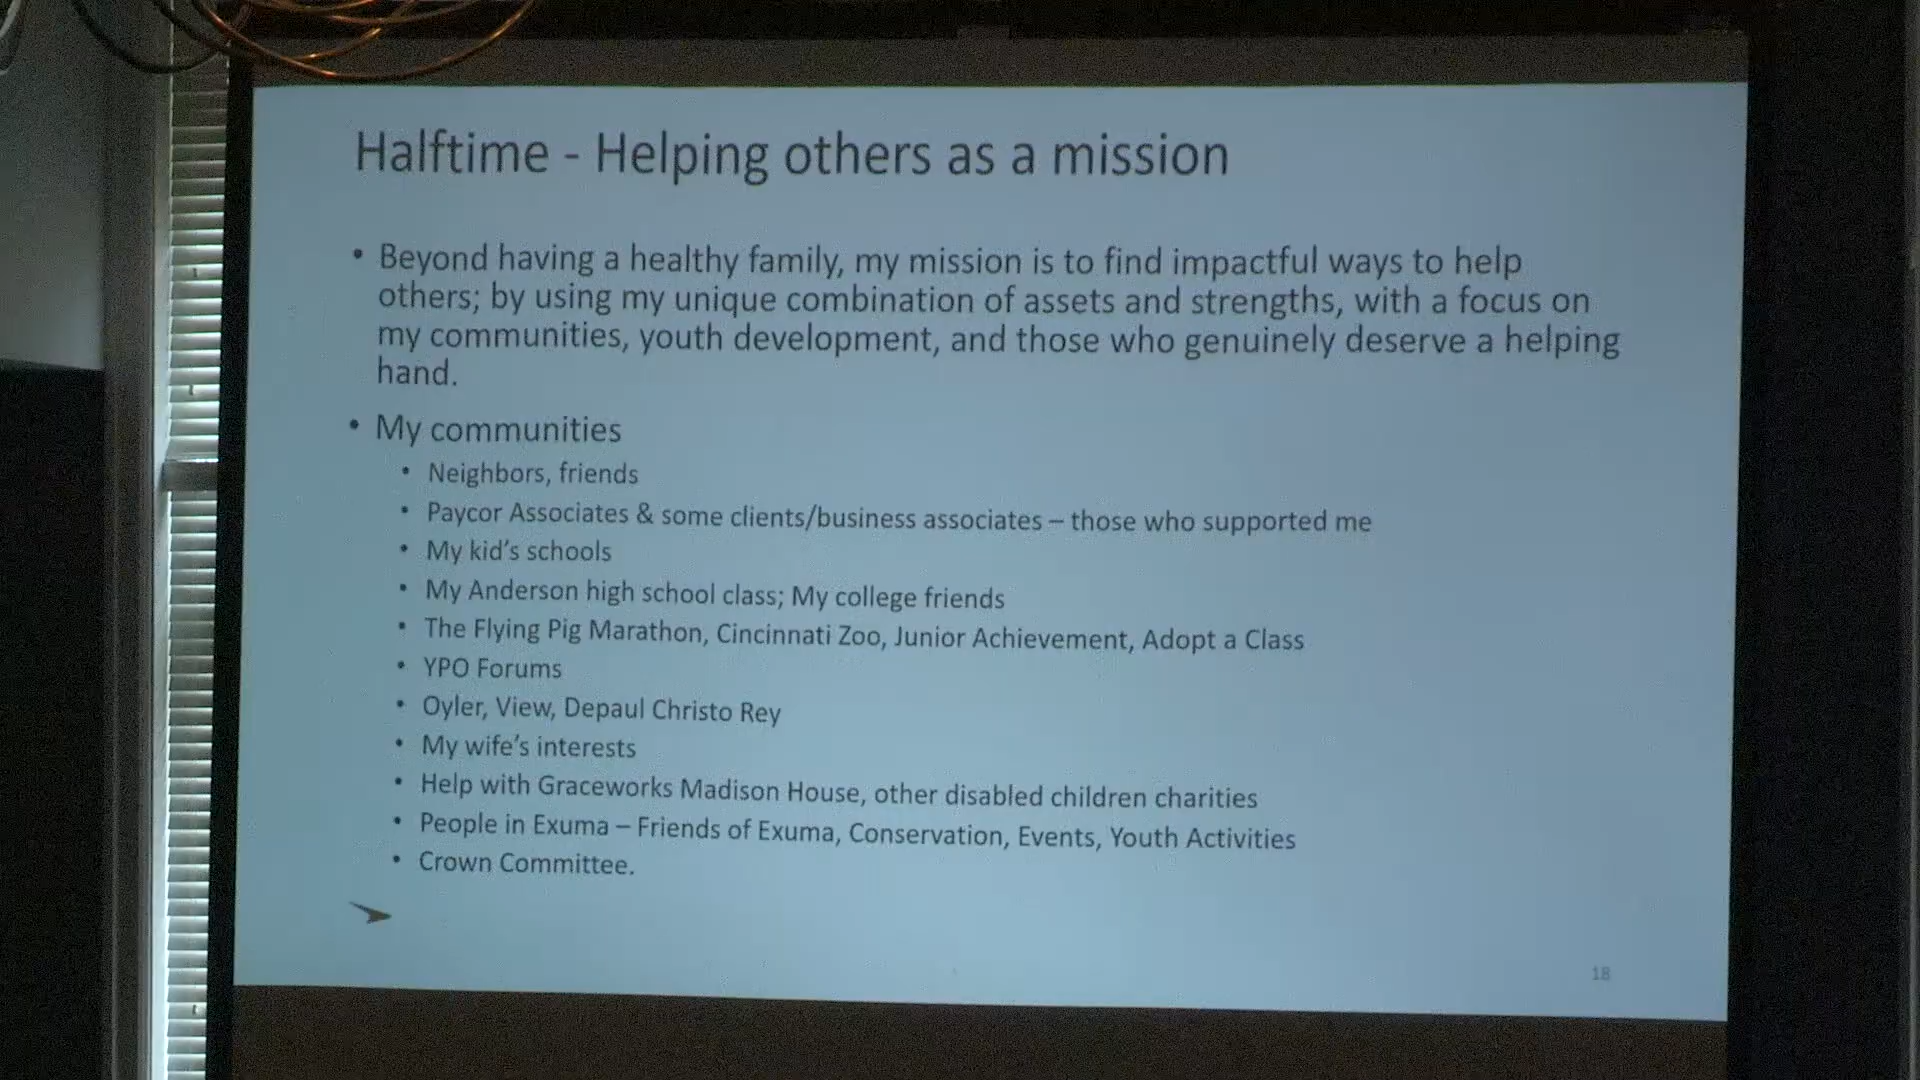 Halftime - Helping others as a mission
• Beyond having a healthy family, my mission is to find impactful ways to help
others; by using my unique combination of assets and strengths, with a focus on
my communities, youth development, and those who genuinely deserve a helping
hand.
• My communities
• Neighbors, friends
• Paycor Associates & some clients/business associates – those who supported me
• My kid's schools
• My Anderson high school class; My college friends
• The Flying Pig Marathon, Cincinnati Zoo, Junior Achievement, Adopt a Class
• YPO Forums
• Oyler, View, Depaul Christo Rey
• My wife's interests
• Help with Graceworks Madison House, other disabled children charities
• People in Exuma – Friends of Exuma, Conservation, Events, Youth Activities
• Crown Committee.
18